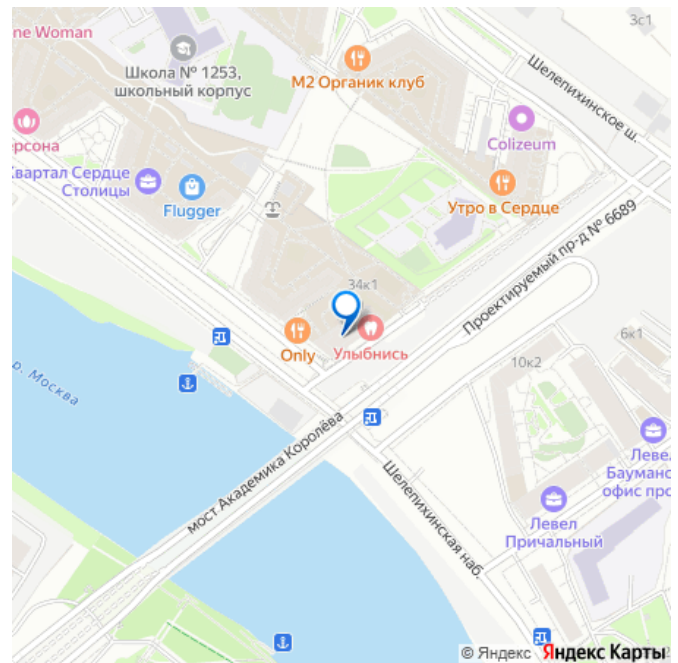 ne Woman
3с1
Школа № 1253,
школьный корпус
М2 Органик клуб
Шелепихинское ш.
ерсона
Colizeum
Квартал Сердце
Столицы
Flugger
Утро в Сердце
Проектируемый пр-д № 6689
34к1
Only
Улыбнись
6к1
р. Москва
10к2
мост Академика Королёва
Шелепихинская наб.
Левел
Бауманс
офис про
Левел
Причальный
© Яндекс Яндекс Карты
2